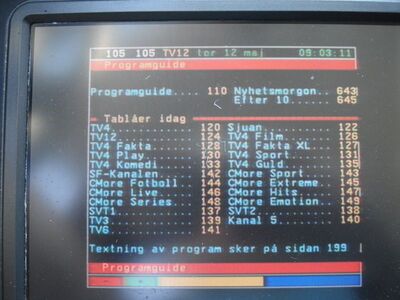 105 105 TV12 tor 12 maj 09:03:11
Programguide
Programguide.... 110 Nyhetsmorgon.. 643
Efter 10...... 645
Tablåer idag
TV4............. 120 Sjuan......... 122
TV12............ 124 TV4 Film...... 126
TV4 Fakta....... 128 TV4 Fakta XL.. 127
TV4 Play........ 130 TV4 Sport..... 131
TV4 Komedi...... 133 TV4 Guld...... 135
SF-Kanalen...... 142 CMore Sport... 143
CMore Fotboll... 144 CMore Extreme. 145
CMore Live...... 146 CMore Hits.... 147
CMore Series.... 148 CMore Emotion. 149
SVT1............ 137 SVT2.......... 138
TV3............. 139 Kanal 5....... 140
TV6............. 141
Textning av program sker på sidan 199
Programguide